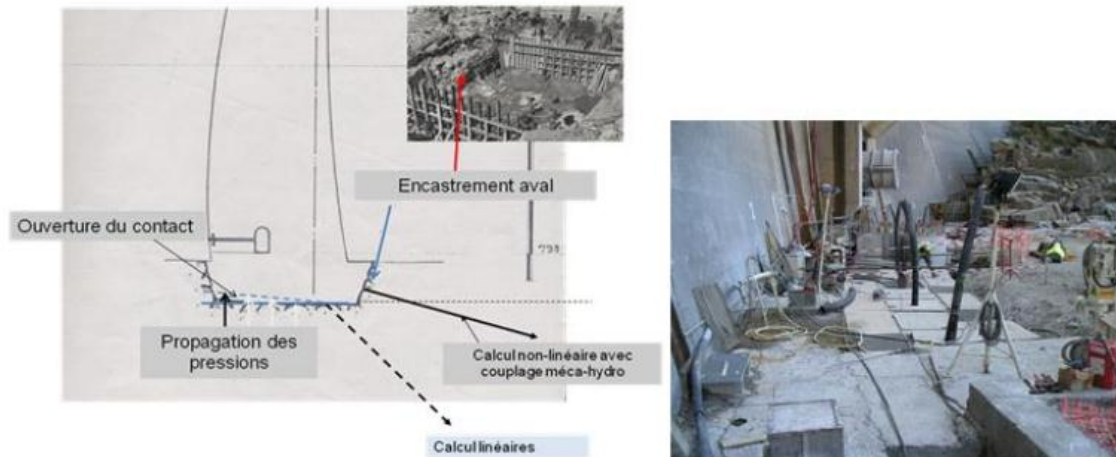 Encastrement aval
Ouverture du contact
Propagation des
pressions
Calcul non-linéaire avec
couplage méca-hydro
Calcul linéaires